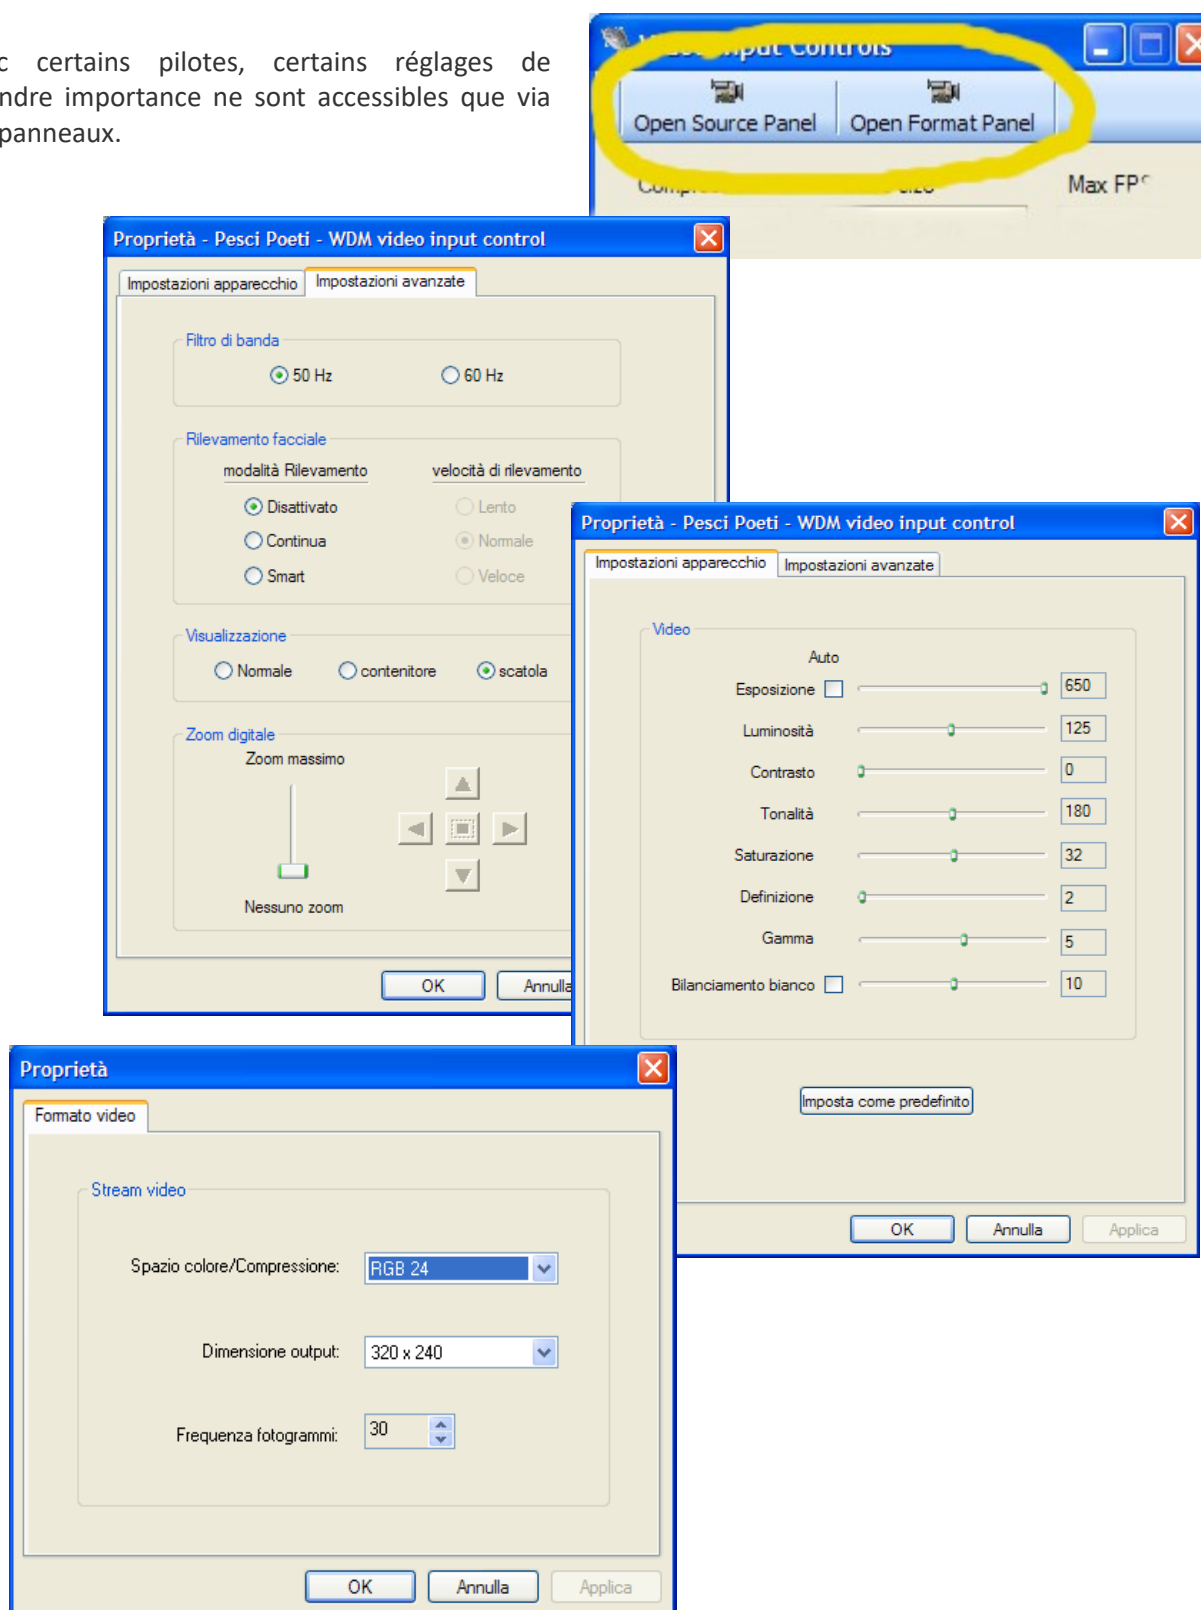 certains pilotes, certains réglages de
importance ne sont accessibles que via
panneaux.
Input Controls
Open Source Panel Open Format Panel
Max
Proprietà - Pesci Poeti - WDM video input control
Impostazioni apparecchio Impostazioni avanzate
Filtro di banda
50 Hz 60 Hz
Rilevamento facciale
modalità Rilevamento velocità di rilevamento
Disattivato Lento
Continua Normale
Smart Veloce
Visualizzazione
Normale contenitore scatola
Zoom digitale
Zoom massimo
Nessuno zoom
OK Annulla
Proprietà - Pesci Poeti - WDM video input control
Impostazioni apparecchio Impostazioni avanzate
Video
Auto
Esposizione 650
Luminosità 125
Contrasto 0
Tonalità 180
Saturazione 32
Definizione 2
Gamma 5
Bilanciamento bianco 10
Imposta come predefinito
OK Annulla Applica
Proprietà
Formato video
Stream video
Spazio colore/Compressione: RGB 24
Dimensione output: 320 x 240
Frequenza fotogrammi: 30
OK Annulla Applica